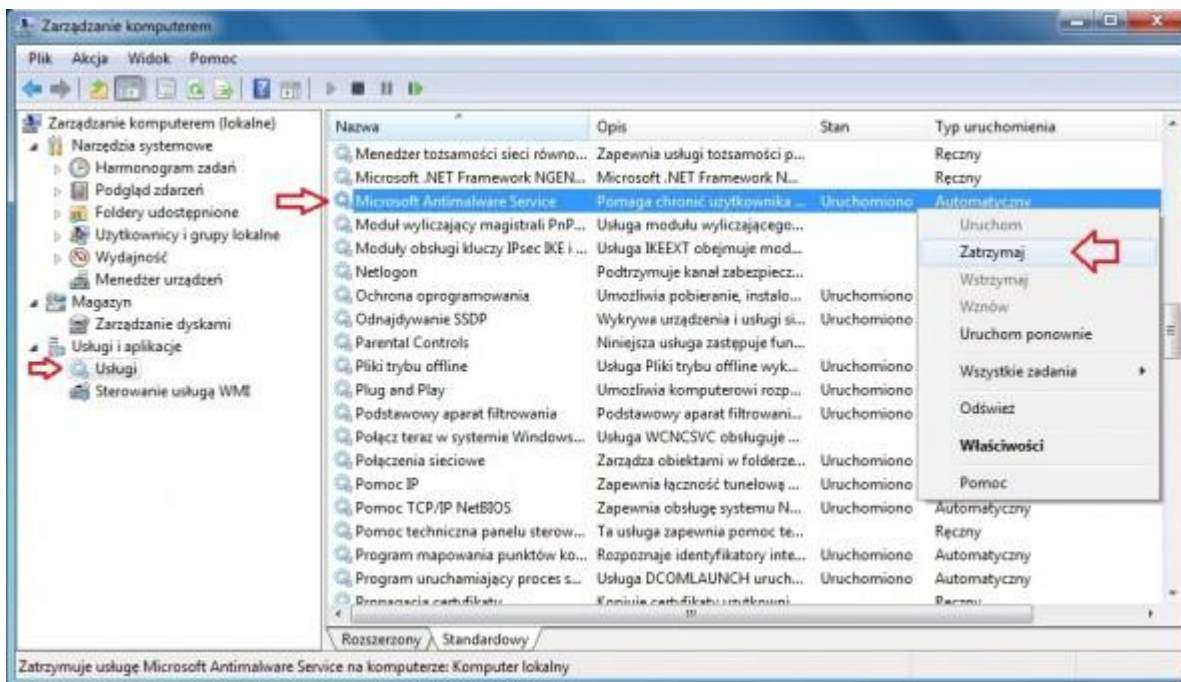 Zarządzanie komputerem
Plik Akcja Widok Pomoc
Zarządzanie komputerem (lokalne)
Narzędzia systemowe
Harmonogram zadań
Podgląd zdarzeń
Foldery udostępnione
Użytkownicy i grupy lokalne
Wydajność
Menedżer urządzeń
Magazyn
Zarządzanie dyskami
Usługi i aplikacje
Usługi
Sterowanie usługą WMI
Nazwa Opis Stan Typ uruchomienia
Menedżer tożsamości sieci równo... Zapewnia usługi tożsamości p... Ręczny
Microsoft .NET Framework NGEN... Microsoft .NET Framework N... Ręczny
Microsoft Antimalware Service Pomaga chronić użytkownika ... Uruchomiono Automatyczny
Moduł wyliczający magistrali PnP... Usługa modułu wyliczającego...
Moduły obsługi kluczy IPsec IKE i ... Usługa IKEEXT obejmuje mod...
Netlogon Podtrzymuje kanał zabezpiecz...
Ochrona oprogramowania Umożliwia pobieranie, instalo... Uruchomiono
Odnajdywanie SSDP Wykrywa urządzenia i usługi si... Uruchomiono
Parental Controls Niniejsza usługa zastępuje fun...
Pliki trybu offline Usługa Pliki trybu offline wyk... Uruchomiono
Plug and Play Umożliwia komputerowi rozp... Uruchomiono
Podstawowy aparat filtrowania Podstawowy aparat filtrowani... Uruchomiono
Połącz teraz w systemie Windows... Usługa WCNCSVC obsługuje ...
Połączenia sieciowe Zarządza obiektami w folderze... Uruchomiono
Pomoc IP Zapewnia łączność tunelową ... Uruchomiono
Pomoc TCP/IP NetBIOS Zapewnia obsługę systemu N... Uruchomiono Automatyczny
Pomoc techniczna panelu sterow... Ta usługa zapewnia pomoc te... Ręczny
Program mapowania punktów ko... Rozpoznaje identyfikatory inte... Uruchomiono Automatyczny
Program uruchamiający proces s... Usługa DCOMLAUNCH uruch... Uruchomiono Automatyczny
Propagacja certyfikatu Kopiuje certyfikaty użytkowni... Ręczny
Uruchom
Zatrzymaj
Wstrzymaj
Wznów
Uruchom ponownie
Wszystkie zadania
Odśwież
Właściwości
Pomoc
Rozszerzony Standardowy
Zatrzymuje usługę Microsoft Antimalware Service na komputerze: Komputer lokalny